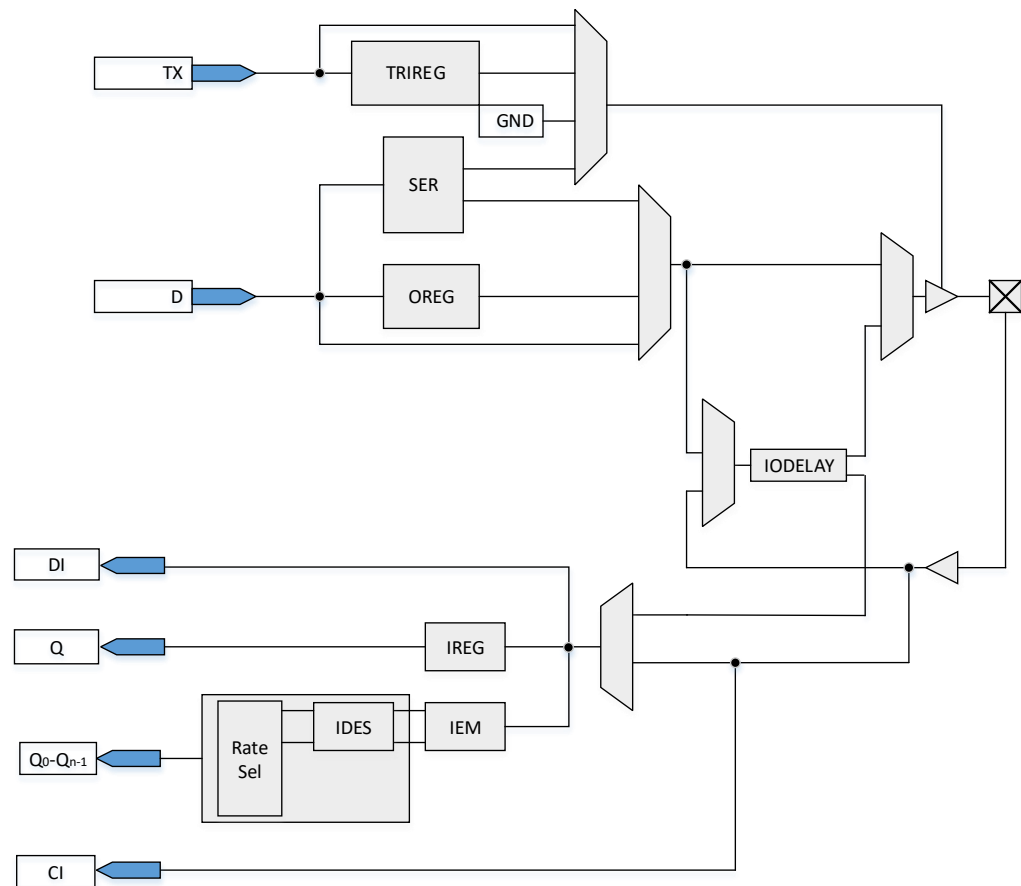 TX
TRIREG
GND
SER
D
OREG
IODELAY
DI
Q
IREG
Rate
Sel
IDES
IEM
Q0-Qn-1
CI